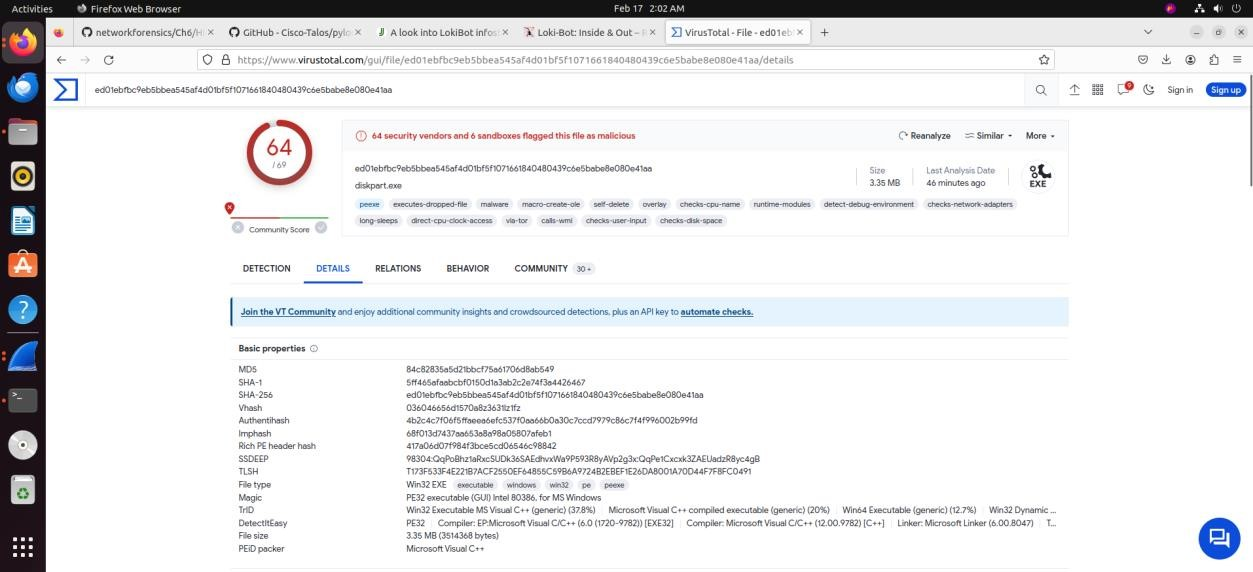 Activities Firefox Web Browser Feb 17 2:02 AM
networkforensics/Ch6/H GitHub - Cisco-Talos/pylo A look into LokiBot infos Loki-Bot: Inside & Out – R VirusTotal - File - ed01eb
https://www.virustotal.com/gui/file/ed01ebfbc9eb5bbea545af4d01bf5f1071661840480439c6e5babe8e080e41aa/details
ed01ebfbc9eb5bbea545af4d01bf5f1071661840480439c6e5babe8e080e41aa 9 Sign in Sign up
64 / 69
Community Score
64 security vendors and 6 sandboxes flagged this file as malicious Reanalyze Similar More
ed01ebfbc9eb5bbea545af4d01bf5f1071661840480439c6e5babe8e080e41aa
diskpart.exe
Size
3.35 MB
Last Analysis Date
46 minutes ago
EXE
peexe executes-dropped-file malware macro-create-ole self-delete overlay checks-cpu-name runtime-modules detect-debug-environment checks-network-adapters
long-sleeps direct-cpu-clock-access via-tor calls-wmi checks-user-input checks-disk-space
DETECTION DETAILS RELATIONS BEHAVIOR COMMUNITY 30 +
Join the VT Community and enjoy additional community insights and crowdsourced detections, plus an API key to automate checks.
Basic properties
MD5 84c82835a5d21bbcf75a61706d8ab549
SHA-1 5ff465afaabcbf0150d1a3ab2c2e74f3a4426467
SHA-256 ed01ebfbc9eb5bbea545af4d01bf5f1071661840480439c6e5babe8e080e41aa
Vhash 036046656d1570a8z3631lz1fz
Authentihash 4b2c4c7f06f5ffaeea6efc537f0aa66b0a30c7ccd7979c86c7f4f996002b99fd
Imphash 68f013d7437aa653a8a98a05807afeb1
Rich PE header hash 417a06d07f984f3bce5cd06546c98842
SSDEEP 98304:QqPoBhz1aRxcSUDk36SAEdhvxWa9P593R8yAVp2g3x:QqPe1Cxcxk3ZAEUadzR8yc4gB
TLSH T173F533F4E221B7ACF2550EF64855C59B6A9724B2EBEF1E26DA8001A70D44F7F8FC0491
File type Win32 EXE executable windows win32 pe peexe
Magic PE32 executable (GUI) Intel 80386, for MS Windows
TrID Win32 Executable MS Visual C++ (generic) (37.8%) Microsoft Visual C++ compiled executable (generic) (20%) Win64 Executable (generic) (12.7%) Win32 Dynamic ...
DetectItEasy PE32 Compiler: EP:Microsoft Visual C/C++ (6.0 (1720-9782)) [EXE32] Compiler: Microsoft Visual C/C++ (12.00.9782) [C++] Linker: Microsoft Linker (6.00.8047) T...
File size 3.35 MB (3514368 bytes)
PEiD packer Microsoft Visual C++